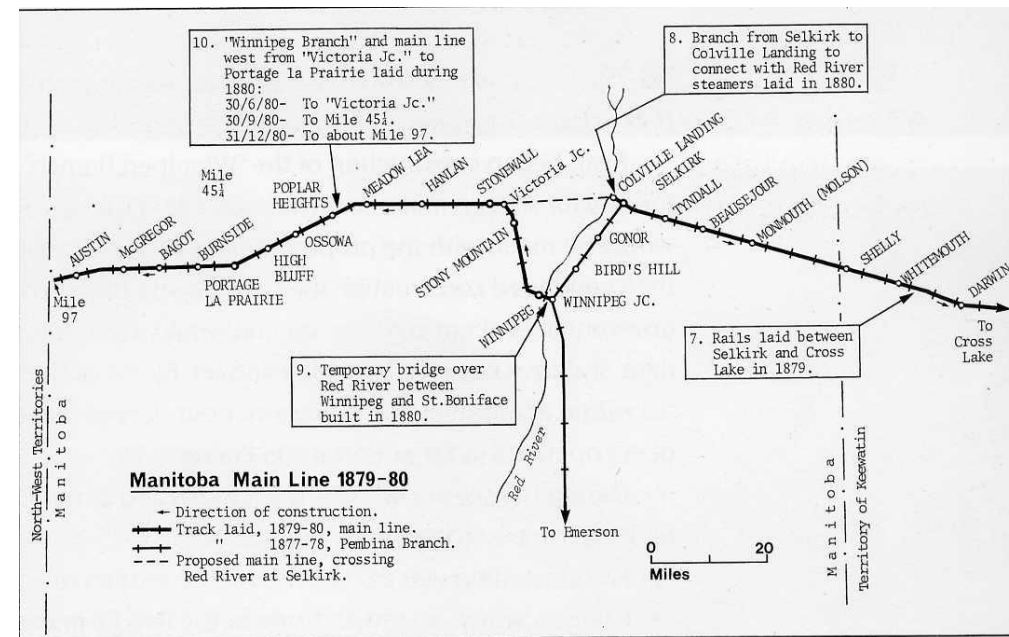 10. "Winnipeg Branch" and main line
west from "Victoria Jc." to
Portage la Prairie laid during
1880:
30/6/80- To "Victoria Jc."
30/9/80- To Mile 45¼.
31/12/80- To about Mile 97.
8. Branch from Selkirk to
Colville Landing to
connect with Red River
steamers laid in 1880.
Mile
45¼
POPLAR
HEIGHTS
MEADOW LEA
HANLAN
STONEWALL
Victoria Jc.
COLVILLE LANDING
SELKIRK
TYNDALL
BEAUSEJOUR
MONMOUTH (MOLSON)
SHELLY
WHITEMOUTH
DARWIN
AUSTIN
McGREGOR
BAGOT
BURNSIDE
OSSOWA
HIGH
BLUFF
PORTAGE
LA PRAIRIE
STONY MOUNTAIN
GONOR
BIRD'S HILL
WINNIPEG
WINNIPEG JC.
Mile
97
To
Cross
Lake
7. Rails laid between
Selkirk and Cross
Lake in 1879.
9. Temporary bridge over
Red River between
Winnipeg and St.Boniface
built in 1880.
Red River
To Emerson
North-West Territories
Manitoba
Manitoba
Territory of Keewatin
Manitoba Main Line 1879-80
Direction of construction.
Track laid, 1879-80, main line.
" 1877-78, Pembina Branch.
Proposed main line, crossing
Red River at Selkirk.
0 20
Miles